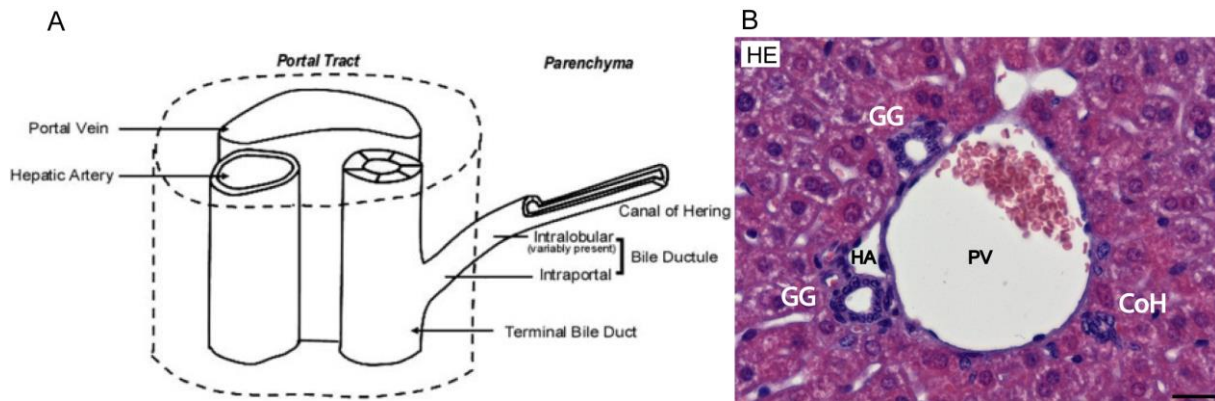 A
Portal Tract
Parenchyma
Portal Vein
Hepatic Artery
Canal of Hering
Intralobular
(variably present)
Bile Ductule
Intraportal
Terminal Bile Duct
B
HE
GG
HA
PV
GG
CoH